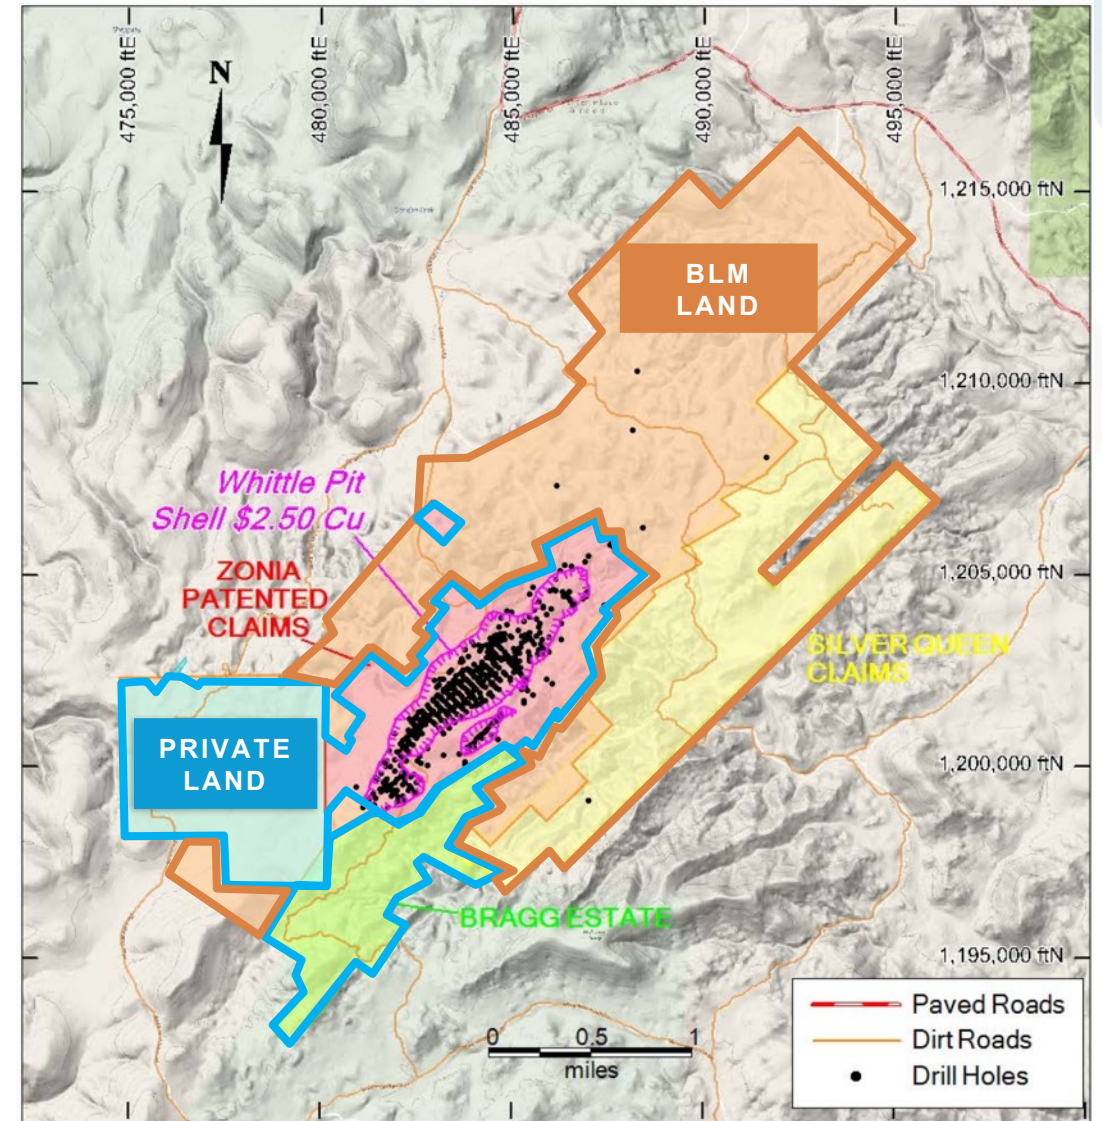 475,000 ftE
480,000 ftE
485,000 ftE
490,000 ftE
495,000 ftE
N
1,215,000 ftN
BLM
LAND
1,210,000 ftN
Whittle Pit
Shell $2.50 Cu
ZONIA
PATENTED
CLAIMS
1,205,000 ftN
SILVER QUEEN
CLAIMS
PRIVATE
LAND
1,200,000 ftN
BRAGG ESTATE
1,195,000 ftN
0 0.5 1
miles
Paved Roads
Dirt Roads
Drill Holes